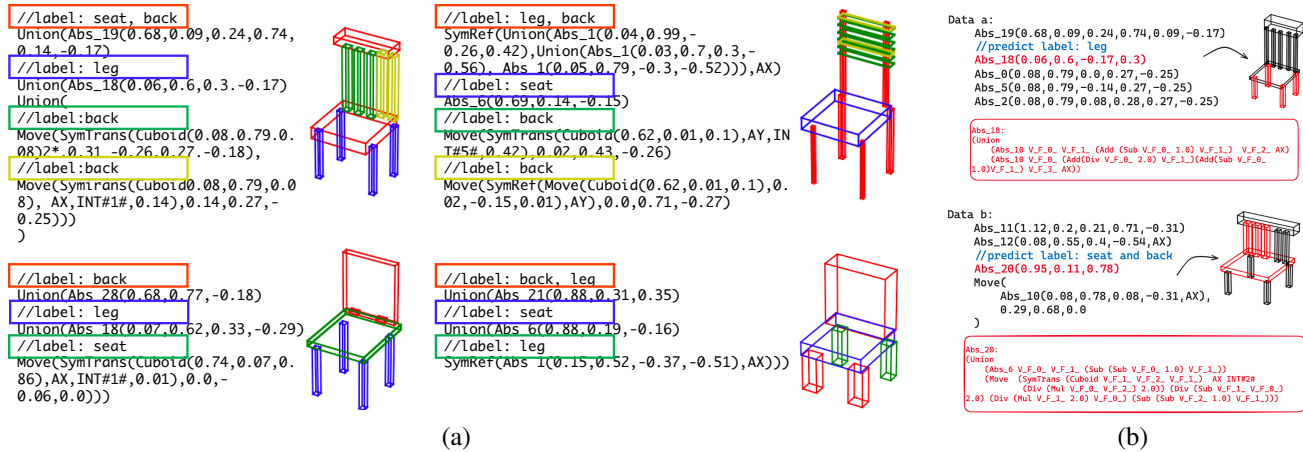 //label: seat, back
Union(Abs_19(0.68,0.09,0.24,0.74,
0.14,-0.17)
//label: leg
Union(Abs_18(0.06,0.6,0.3.-0.17)
Union(
//label:back
Move(SymTrans(Cuboid(0.08.0.79.0.
08)2*.0.31 -0.26.0.27.-0.18),
//label:back
Move(Symtrans(Cuboid0.08,0.79,0.0
8), AX,INT#1#,0.14),0.14,0.27,-
0.25)))
)
//label: leg, back
SymRef(Union(Abs_1(0.04,0.99,-
0.26,0.42),Union(Abs_1(0.03,0.7,0.3,-
0.56), Abs_1(0.05,0.79,-0.3,-0.52))),AX)
//label: seat
Abs_6(0.69,0.14,-0.15)
//label: back
Move(SymTrans(Cuboid(0.62,0.01,0.1),AY,IN
T#5#,0.42),0.02,0.43,-0.26)
//label: back
Move(SymRef(Move(Cuboid(0.62,0.01,0.1),0.
02,-0.15,0.01),AY),0.0,0.71,-0.27)
//label: back
Union(Abs_28(0.68,0.77,-0.18)
//label: leg
Union(Abs_18(0.07,0.62,0.33,-0.29)
//label: seat
Move(SymTrans(Cuboid(0.74,0.07,0.
86),AX,INT#1#,0.01),0.0,-
0.06,0.0)))
//label: back, leg
Union(Abs_21(0.88,0.31,0.35)
//label: seat
Union(Abs_6(0.88,0.19,-0.16)
//label: leg
SymRef(Abs_1(0.15,0.52,-0.37,-0.51),AX)))
(a)
Data a:
Abs_19(0.68,0.09,0.24,0.74,0.09,-0.17)
//predict label: leg
Abs_18(0.06,0.6,-0.17,0.3)
Abs_0(0.08,0.79,0.0,0.27,-0.25)
Abs_5(0.08,0.79,-0.14,0.27,-0.25)
Abs_2(0.08,0.79,0.08,0.28,0.27,-0.25)
Abs_18:
(Union
(Abs_10 V_F_0_ V_F_1_ (Add (Sub V_F_0_ 1.0) V_F_1_) V_F_2_ AX)
(Abs_10 V_F_0_ (Add(Div V_F_0_ 2.0) V_F_1_)(Add(Sub V_F_0_
1.0)V_F_1_) V_F_3_ AX))
Data b:
Abs_11(1.12,0.2,0.21,0.71,-0.31)
Abs_12(0.08,0.55,0.4,-0.54,AX)
//predict label: seat and back
Abs_20(0.95,0.11,0.78)
Move(
Abs_10(0.08,0.78,0.08,-0.31,AX),
0.29,0.68,0.0
)
Abs_20:
(Union
(Abs_6 V_F_0_ V_F_1_ (Sub (Sub V_F_0_ 1.0) V_F_1_))
(Move (SymTrans (Cuboid V_F_1_ V_F_2_ V_F_1_) AX INT#2#
(Div (Mul V_F_0_ V_F_2_) 2.0)) (Div (Sub V_F_1_ V_F_0_)
2.0) (Div (Mul V_F_1_ 2.0) V_F_0_) (Sub (Sub V_F_2_ 1.0) V_F_1_)))
(b)